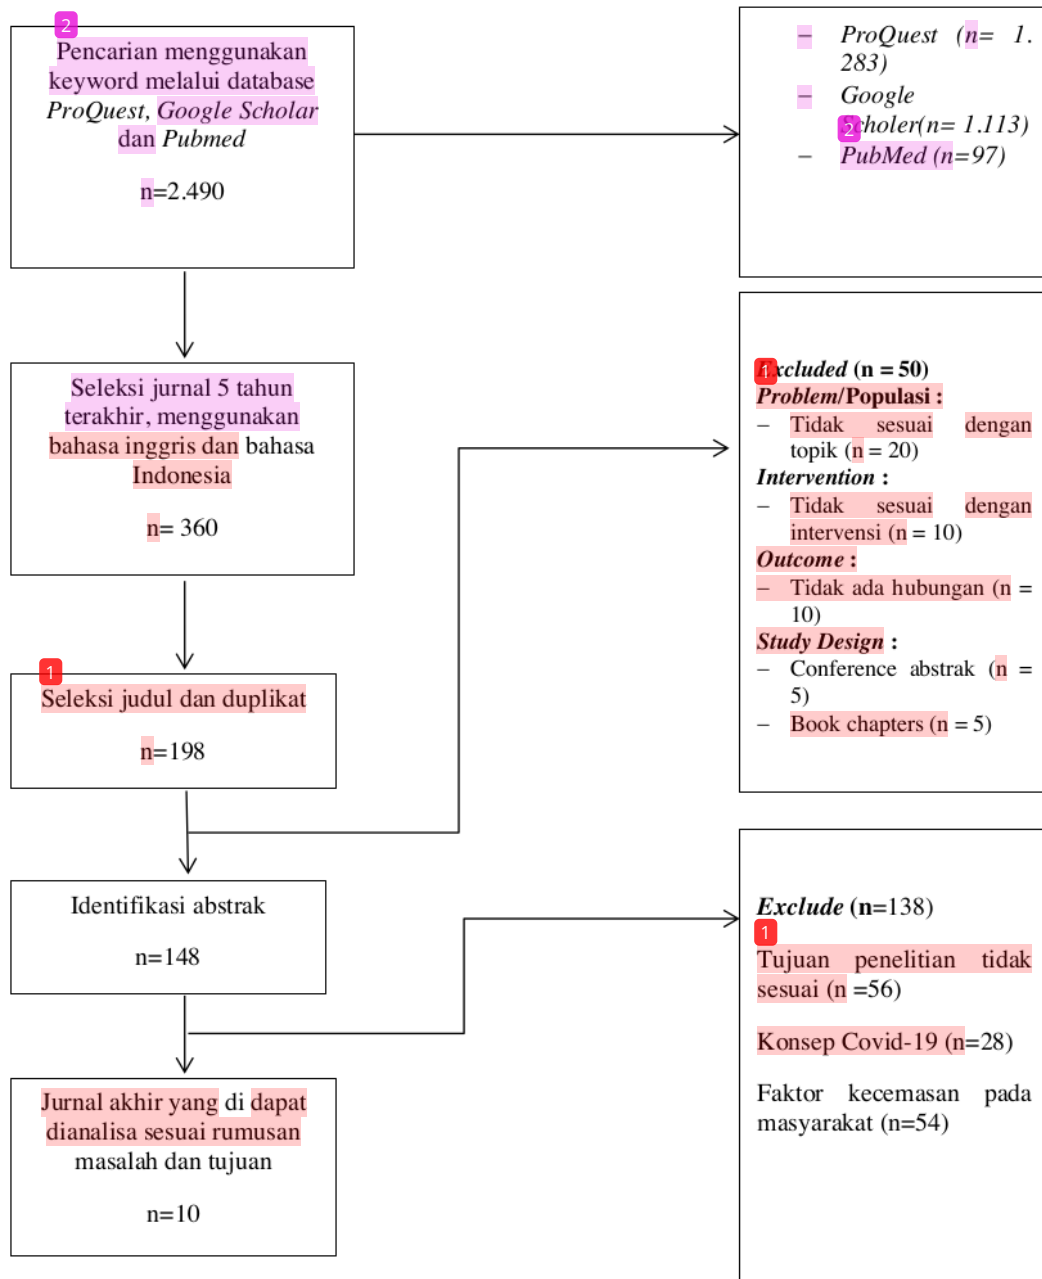 2
Pencarian menggunakan
keyword melalui database
ProQuest, Google Scholar
dan Pubmed
n=2.490
– ProQuest (n= 1.
283)
– Google
2
Scholer(n= 1.113)
– PubMed (n=97)
Seleksi jurnal 5 tahun
terakhir, menggunakan
bahasa inggris dan bahasa
Indonesia
n= 360
1
Excluded (n = 50)
Problem/Populasi :
– Tidak sesuai dengan
topik (n = 20)
Intervention :
– Tidak sesuai dengan
intervensi (n = 10)
Outcome :
– Tidak ada hubungan (n =
10)
Study Design :
– Conference abstrak (n =
5)
– Book chapters (n = 5)
1
Seleksi judul dan duplikat
n=198
Identifikasi abstrak
n=148
Exclude (n=138)
1
Tujuan penelitian tidak
sesuai (n =56)
Konsep Covid-19 (n=28)
Faktor kecemasan pada
masyarakat (n=54)
Jurnal akhir yang di dapat
dianalisa sesuai rumusan
masalah dan tujuan
n=10